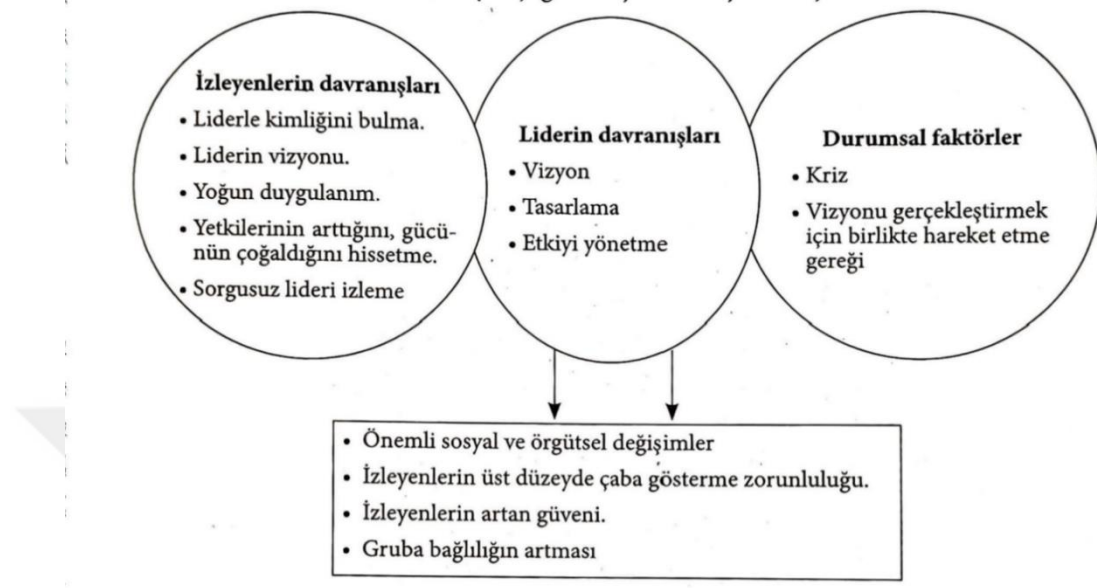 İzleyenlerin davranışları
• Liderle kimliğini bulma.
• Liderin vizyonu.
• Yoğun duygulanım.
• Yetkilerinin arttığını, gücü-
nün çoğaldığını hissetme.
• Sorgusuz lideri izleme
Liderin davranışları
• Vizyon
• Tasarlama
• Etkiyi yönetme
Durumsal faktörler
• Kriz
• Vizyonu gerçekleştirmek
için birlikte hareket etme
gereği
• Önemli sosyal ve örgütsel değişimler
• İzleyenlerin üst düzeyde çaba gösterme zorunluluğu.
• İzleyenlerin artan güveni.
• Gruba bağlılığın artması